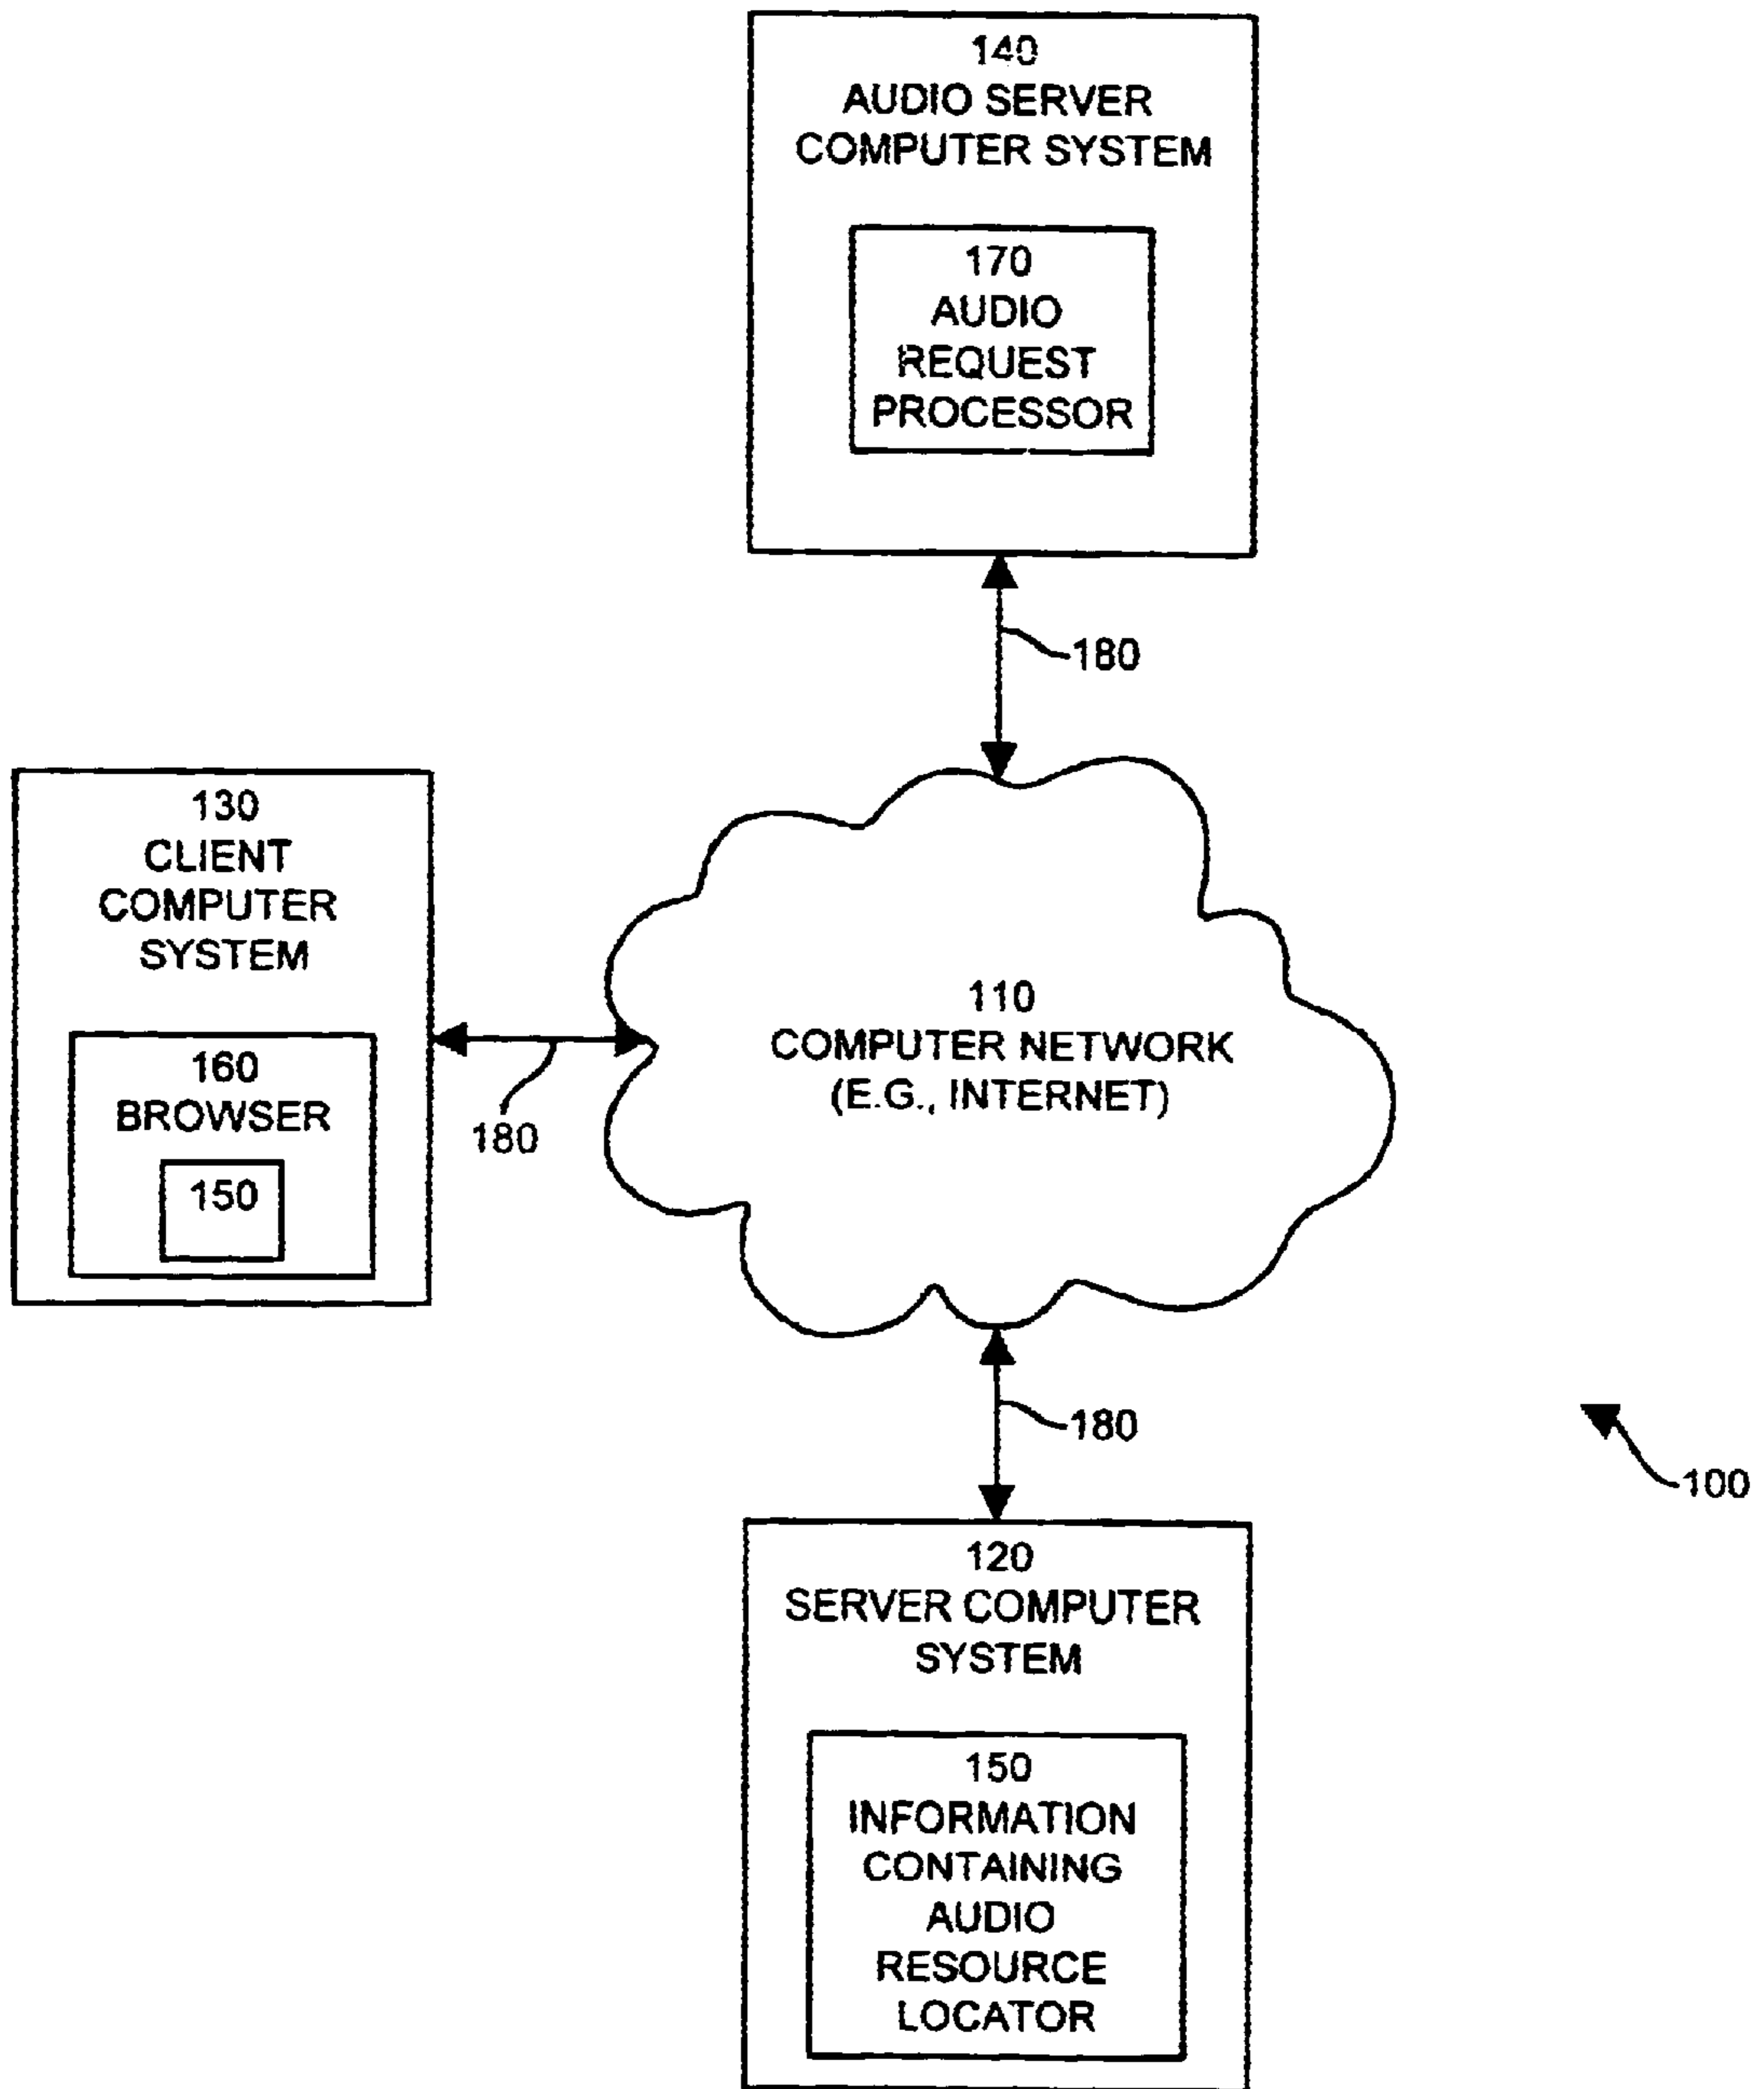 140
AUDIO SERVER
COMPUTER SYSTEM
170
AUDIO
REQUEST
PROCESSOR
180
130
CLIENT
COMPUTER
SYSTEM
160
BROWSER
150
180
110
COMPUTER NETWORK
(E.G., INTERNET)
180
100
120
SERVER COMPUTER
SYSTEM
150
INFORMATION
CONTAINING
AUDIO
RESOURCE
LOCATOR